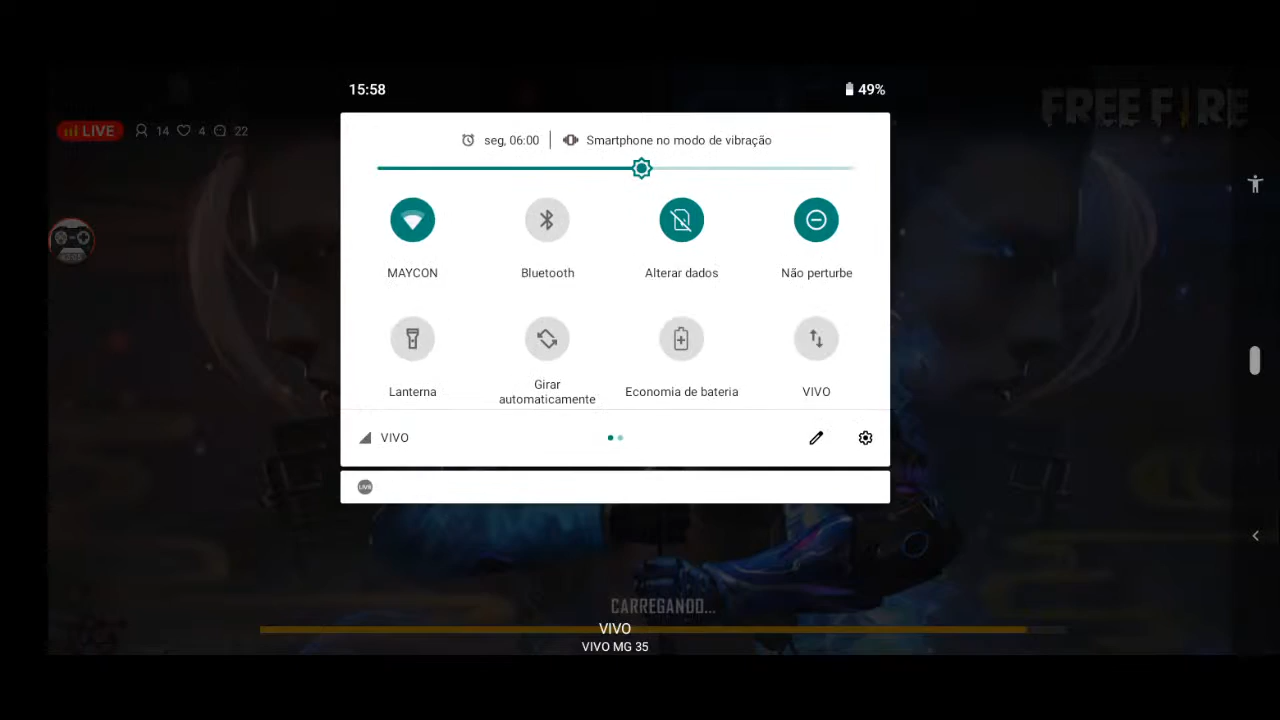 15:58
49%
LIVE 14 4 22
FREE FIRE
seg, 06:00
Smartphone no modo de vibração
MAYCON
Bluetooth
Alterar dados
Não perturbe
Lanterna
Girar
automaticamente
Economia de bateria
VIVO
VIVO
LIVE
CARREGANDO...
VIVO
VIVO MG 35